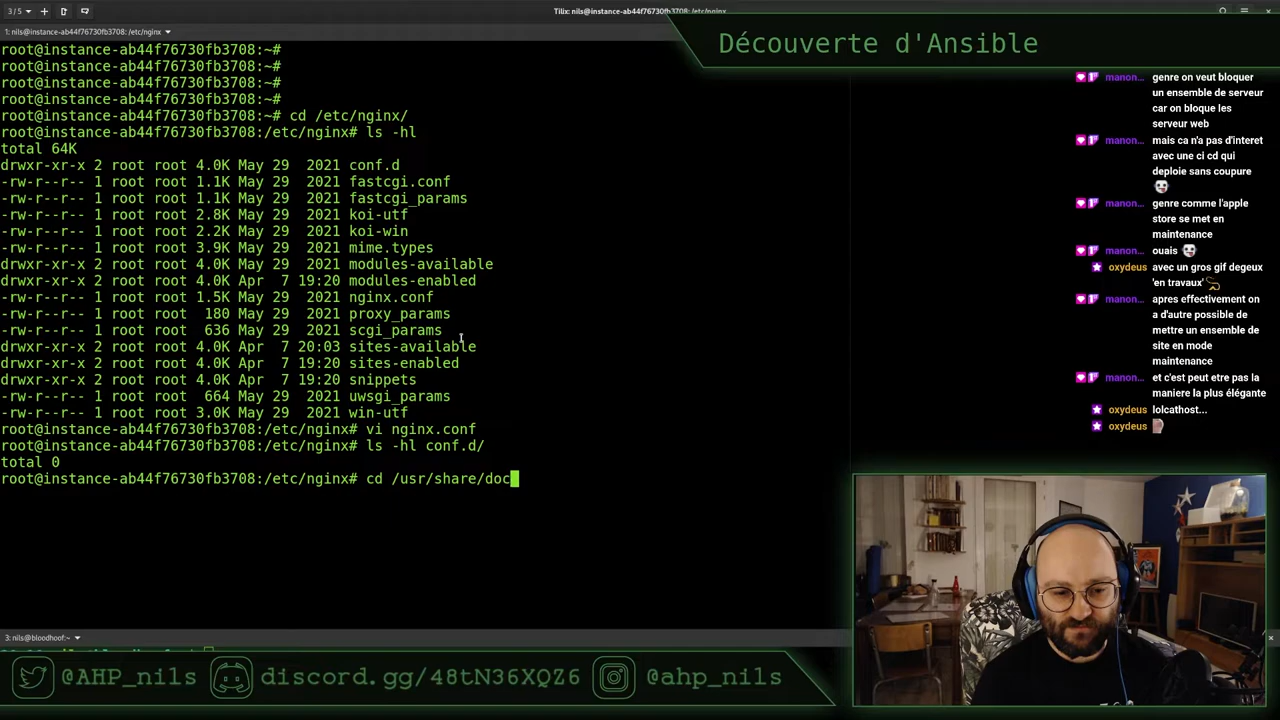 3/5
Tilix: nils@instance-ab44f76730fb3708: /etc/nginx
1: nils@instance-ab44f76730fb3708: /etc/nginx
Découverte d'Ansible
root@instance-ab44f76730fb3708:~#
root@instance-ab44f76730fb3708:~#
root@instance-ab44f76730fb3708:~#
root@instance-ab44f76730fb3708:~#
root@instance-ab44f76730fb3708:~# cd /etc/nginx/
root@instance-ab44f76730fb3708:/etc/nginx# ls -hl
total 64K
drwxr-xr-x 2 root root 4.0K May 29  2021 conf.d
-rw-r--r-- 1 root root 1.1K May 29  2021 fastcgi.conf
-rw-r--r-- 1 root root 1.1K May 29  2021 fastcgi_params
-rw-r--r-- 1 root root 2.8K May 29  2021 koi-utf
-rw-r--r-- 1 root root 2.2K May 29  2021 koi-win
-rw-r--r-- 1 root root 3.9K May 29  2021 mime.types
drwxr-xr-x 2 root root 4.0K May 29  2021 modules-available
drwxr-xr-x 2 root root 4.0K Apr  7 19:20 modules-enabled
-rw-r--r-- 1 root root 1.5K May 29  2021 nginx.conf
-rw-r--r-- 1 root root  180 May 29  2021 proxy_params
-rw-r--r-- 1 root root  636 May 29  2021 scgi_params
drwxr-xr-x 2 root root 4.0K Apr  7 20:03 sites-available
drwxr-xr-x 2 root root 4.0K Apr  7 19:20 sites-enabled
drwxr-xr-x 2 root root 4.0K Apr  7 19:20 snippets
-rw-r--r-- 1 root root  664 May 29  2021 uwsgi_params
-rw-r--r-- 1 root root 3.0K May 29  2021 win-utf
root@instance-ab44f76730fb3708:/etc/nginx# vi nginx.conf
root@instance-ab44f76730fb3708:/etc/nginx# ls -hl conf.d/
total 0
root@instance-ab44f76730fb3708:/etc/nginx# cd /usr/share/doc
3: nils@bloodhoof:~
manon... genre on veut bloquer
un ensemble de serveur
car on bloque les
serveur web
manon... mais ca n'a pas d'interet
avec une ci cd qui
deploie sans coupure
manon... genre comme l'apple
store se met en
maintenance
manon... ouais
oxydeus avec un gros gif degeux
'en travaux'
manon... apres effectivement on
a d'autre possible de
mettre un ensemble de
site en mode
maintenance
manon... et c'est peut etre pas la
maniere la plus élégante
oxydeus lolcathost...
oxydeus
@AHP_nils
discord.gg/48tN36XQZ6
@ahp_nils